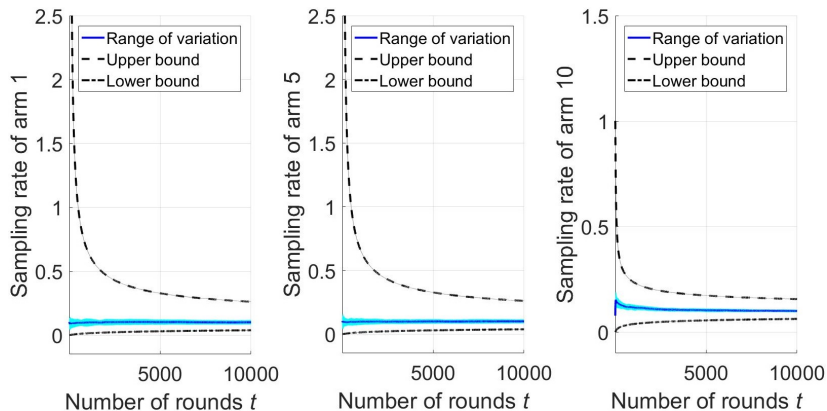 Sampling rate of arm 1
2.5
2
1.5
1
0.5
0
Range of variation
Upper bound
Lower bound
5000 10000
Number of rounds t
Sampling rate of arm 5
2.5
2
1.5
1
0.5
0
Range of variation
Upper bound
Lower bound
5000 10000
Number of rounds t
Sampling rate of arm 10
1.5
1
0.5
0
Range of variation
Upper bound
Lower bound
5000 10000
Number of rounds t